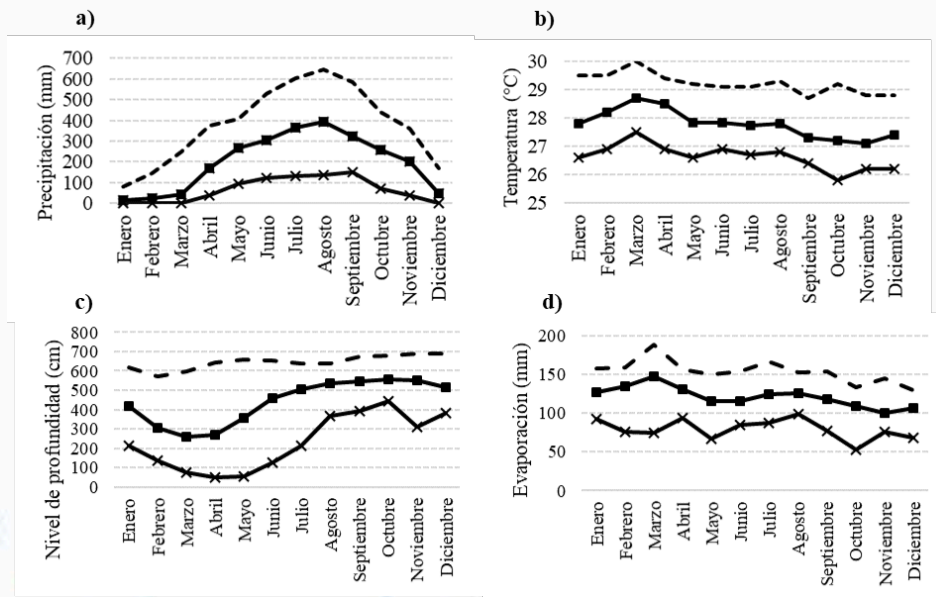 a)
Precipitación (mm)
700
600
500
400
300
200
100
0
Enero
Febrero
Marzo
Abril
Mayo
Junio
Julio
Agosto
Septiembre
Octubre
Noviembre
Diciembre
b)
Temperatura (°C)
30
29
28
27
26
25
Enero
Febrero
Marzo
Abril
Mayo
Junio
Julio
Agosto
Septiembre
Octubre
Noviembre
Diciembre
c)
Nivel de profundidad (cm)
800
700
600
500
400
300
200
100
0
Enero
Febrero
Marzo
Abril
Mayo
Junio
Julio
Agosto
Septiembre
Octubre
Noviembre
Diciembre
d)
Evaporación (mm)
200
150
100
50
0
Enero
Febrero
Marzo
Abril
Mayo
Junio
Julio
Agosto
Septiembre
Octubre
Noviembre
Diciembre